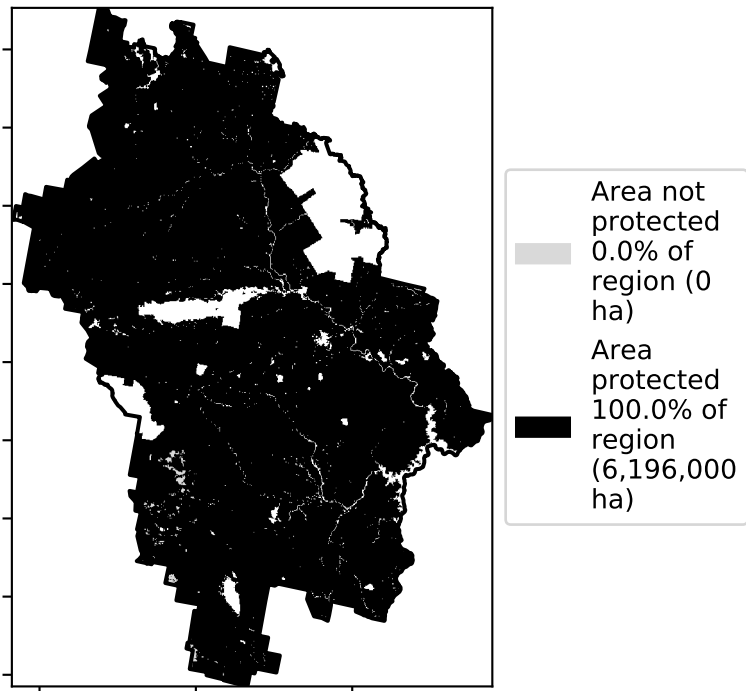 Area not
protected
0.0% of
region (0
ha)
Area
protected
100.0% of
region
(6,196,000
ha)